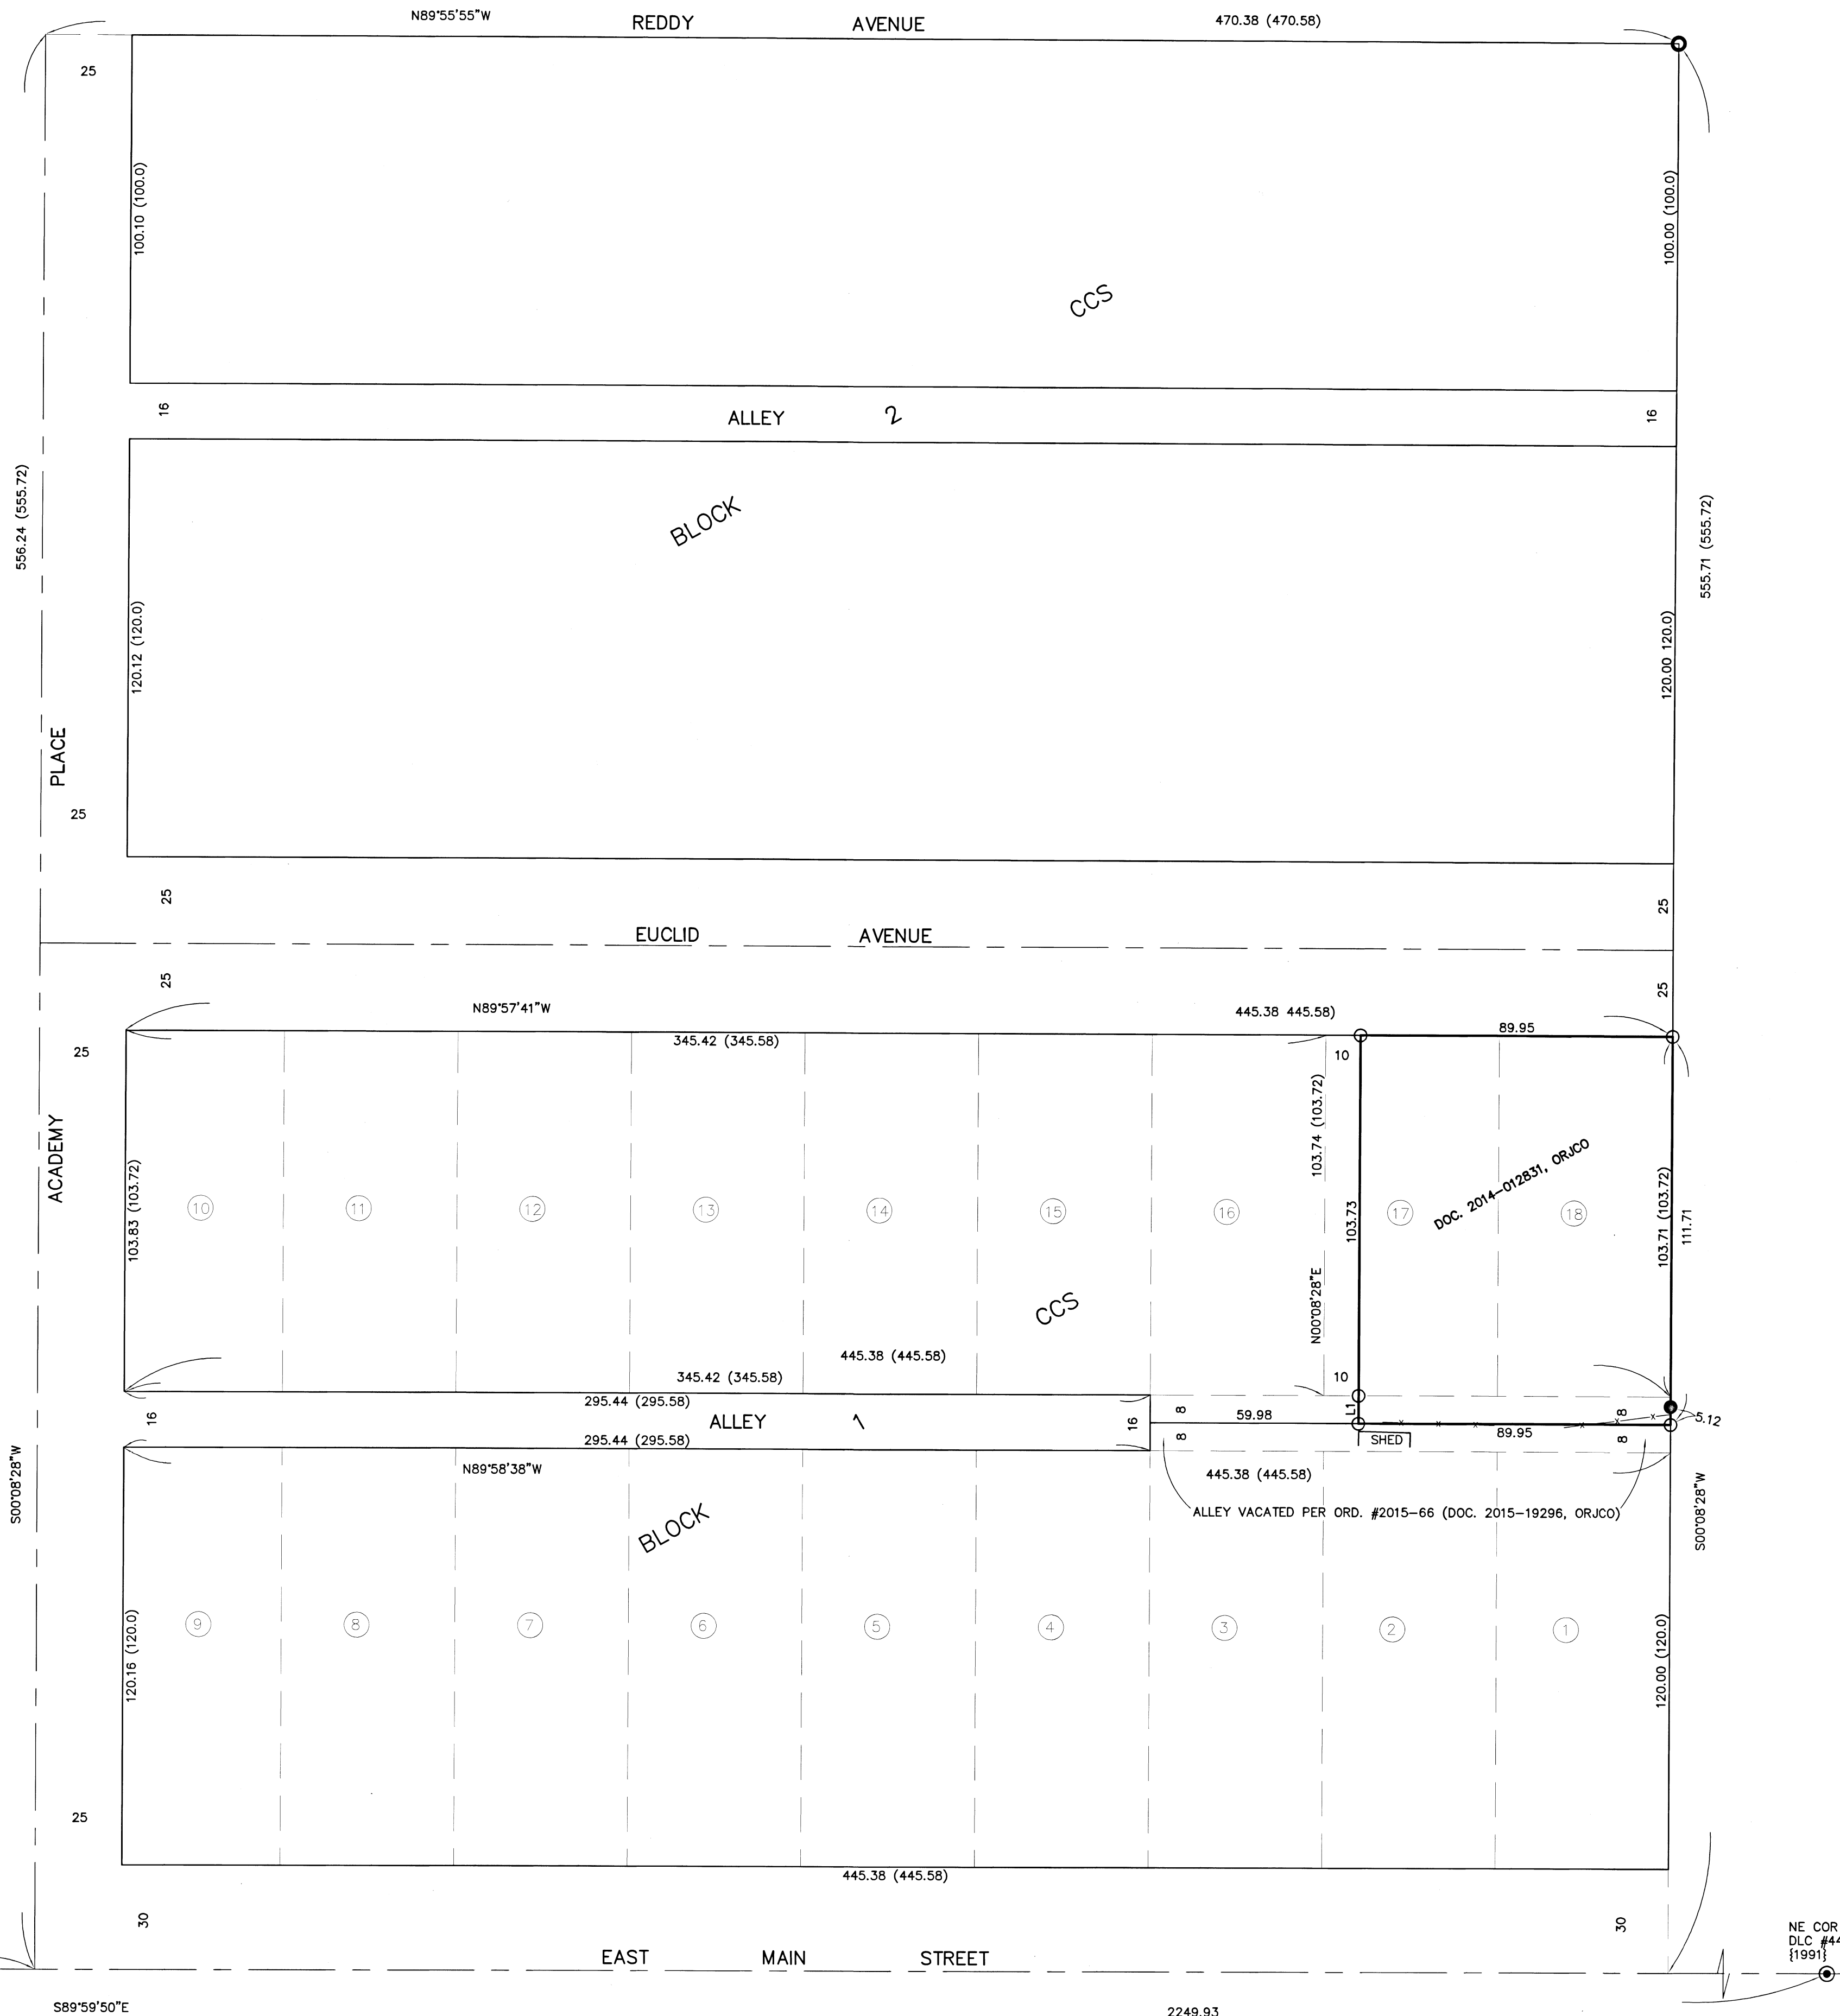 N89°55'55"W
REDDY AVENUE
470.38 (470.58)
25
100.10 (100.0)
100.00 (100.0)
CCS
16
ALLEY 2
16
556.24 (555.72)
BLOCK
555.71 (555.72)
120.12 (120.0)
120.00 120.0)
PLACE
25
25
25
EUCLID AVENUE
25
25
N89°57'41"W
445.38 445.58)
89.95
345.42 (345.58)
25
10
103.74 (103.72)
ACADEMY
103.83 (103.72)
10
11
12
13
14
15
16
17
18
103.73
DOC. 2014-012831, ORJCO
103.71 (103.72)
111.71
N00°08'28"E
CCS
445.38 (445.58)
345.42 (345.58)
10
295.44 (295.58)
16
ALLEY 1
16
8
59.98
L1
8
5.12
295.44 (295.58)
8
SHED
89.95
8
S00°08'28"W
N89°58'38"W
445.38 (445.58)
S00°08'28"W
ALLEY VACATED PER ORD. #2015-66 (DOC. 2015-19296, ORJCO)
BLOCK
9
8
7
6
5
4
3
2
1
120.16 (120.0)
120.00 (120.0)
25
445.38 (445.58)
30
30
EAST MAIN STREET
NE COR
DLC #44
{1991}
S89°59'50"E
2249.93